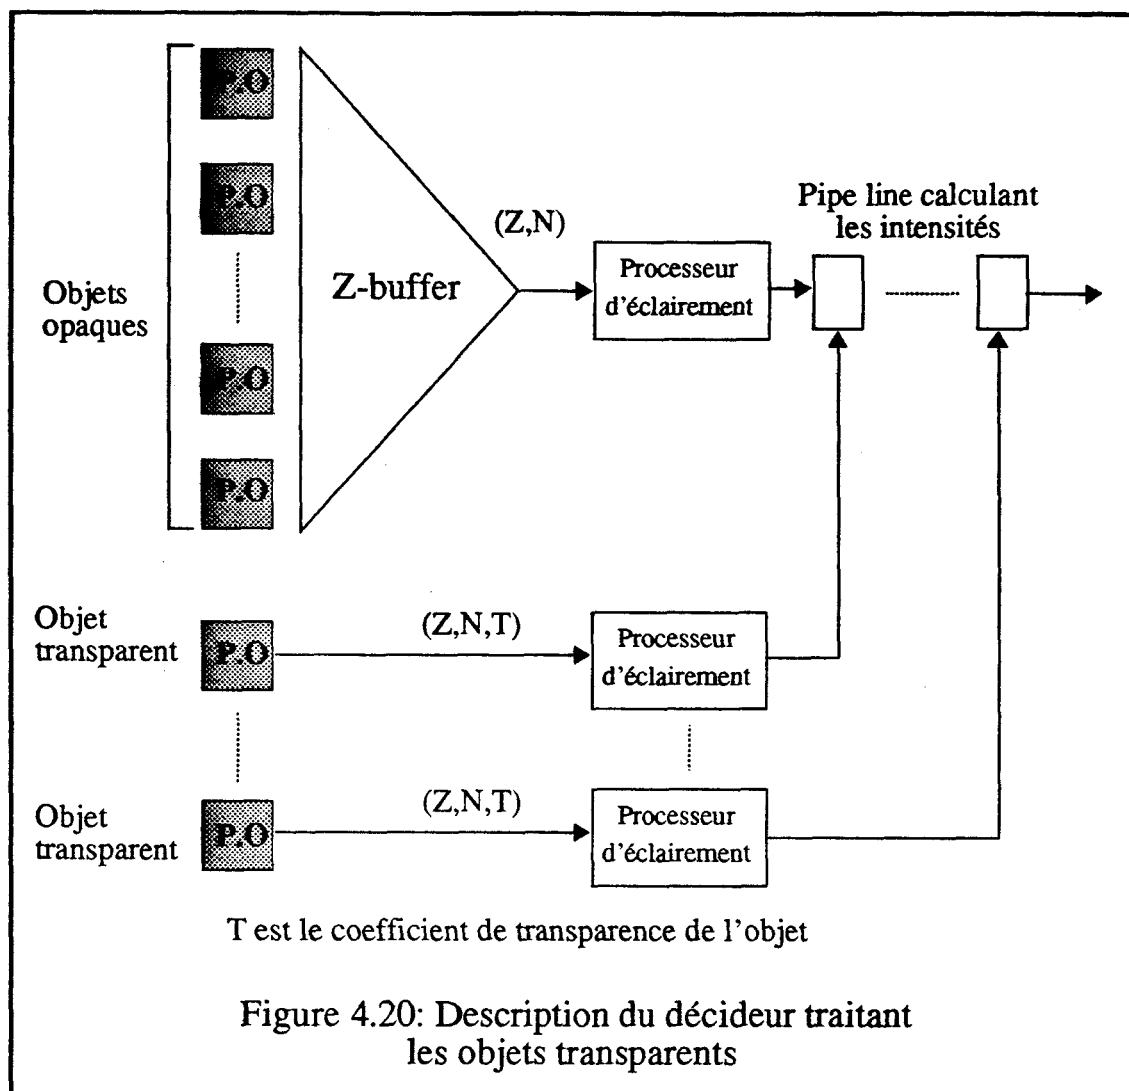 P.O
P.O
P.O
P.O
Objets
opaques
Z-buffer
(Z,N)
Processeur
d'éclairement
Pipe line calculant
les intensités
Objet
transparent
P.O
(Z,N,T)
Processeur
d'éclairement
Objet
transparent
P.O
(Z,N,T)
Processeur
d'éclairement
T est le coefficient de transparence de l'objet
Figure 4.20: Description du décideur traitant
les objets transparents